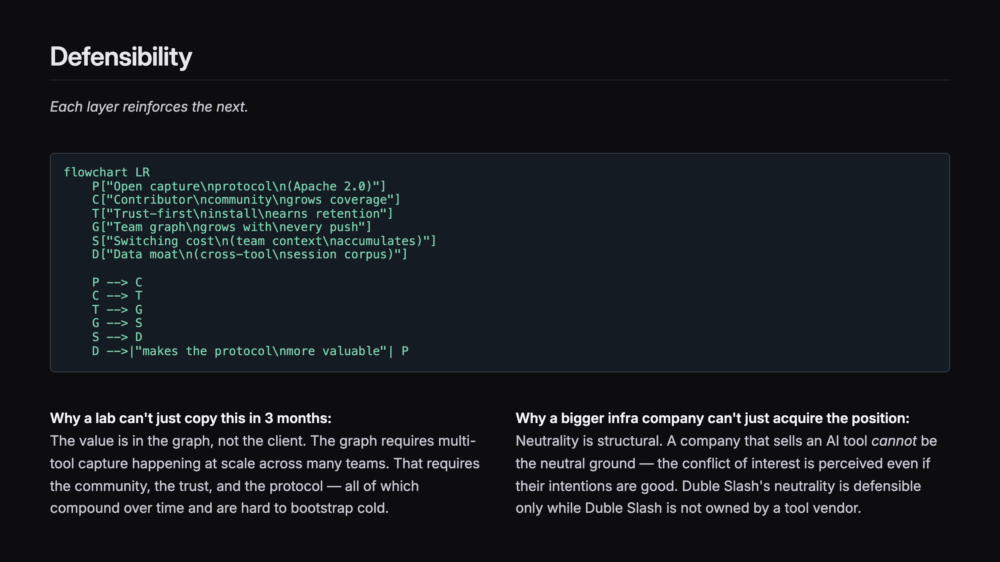 Defensibility
Each layer reinforces the next.
flowchart LR
    P["Open capture\nprotocol\n(Apache 2.0)"]
    C["Contributor\ncommunity\ngrows coverage"]
    T["Trust-first\ninstall\nearns retention"]
    G["Team graph\ngrows with\nevery push"]
    S["Switching cost\n(team context\naccumulates)"]
    D["Data moat\n(cross-tool\nsession corpus)"]

    P --> C
    C --> T
    T --> G
    G --> S
    S --> D
    D -->|"makes the protocol\nmore valuable"| P
Why a lab can't just copy this in 3 months:
The value is in the graph, not the client. The graph requires multi-
tool capture happening at scale across many teams. That requires
the community, the trust, and the protocol — all of which
compound over time and are hard to bootstrap cold.
Why a bigger infra company can't just acquire the position:
Neutrality is structural. A company that sells an AI tool cannot be
the neutral ground — the conflict of interest is perceived even if
their intentions are good. Duble Slash's neutrality is defensible
only while Duble Slash is not owned by a tool vendor.